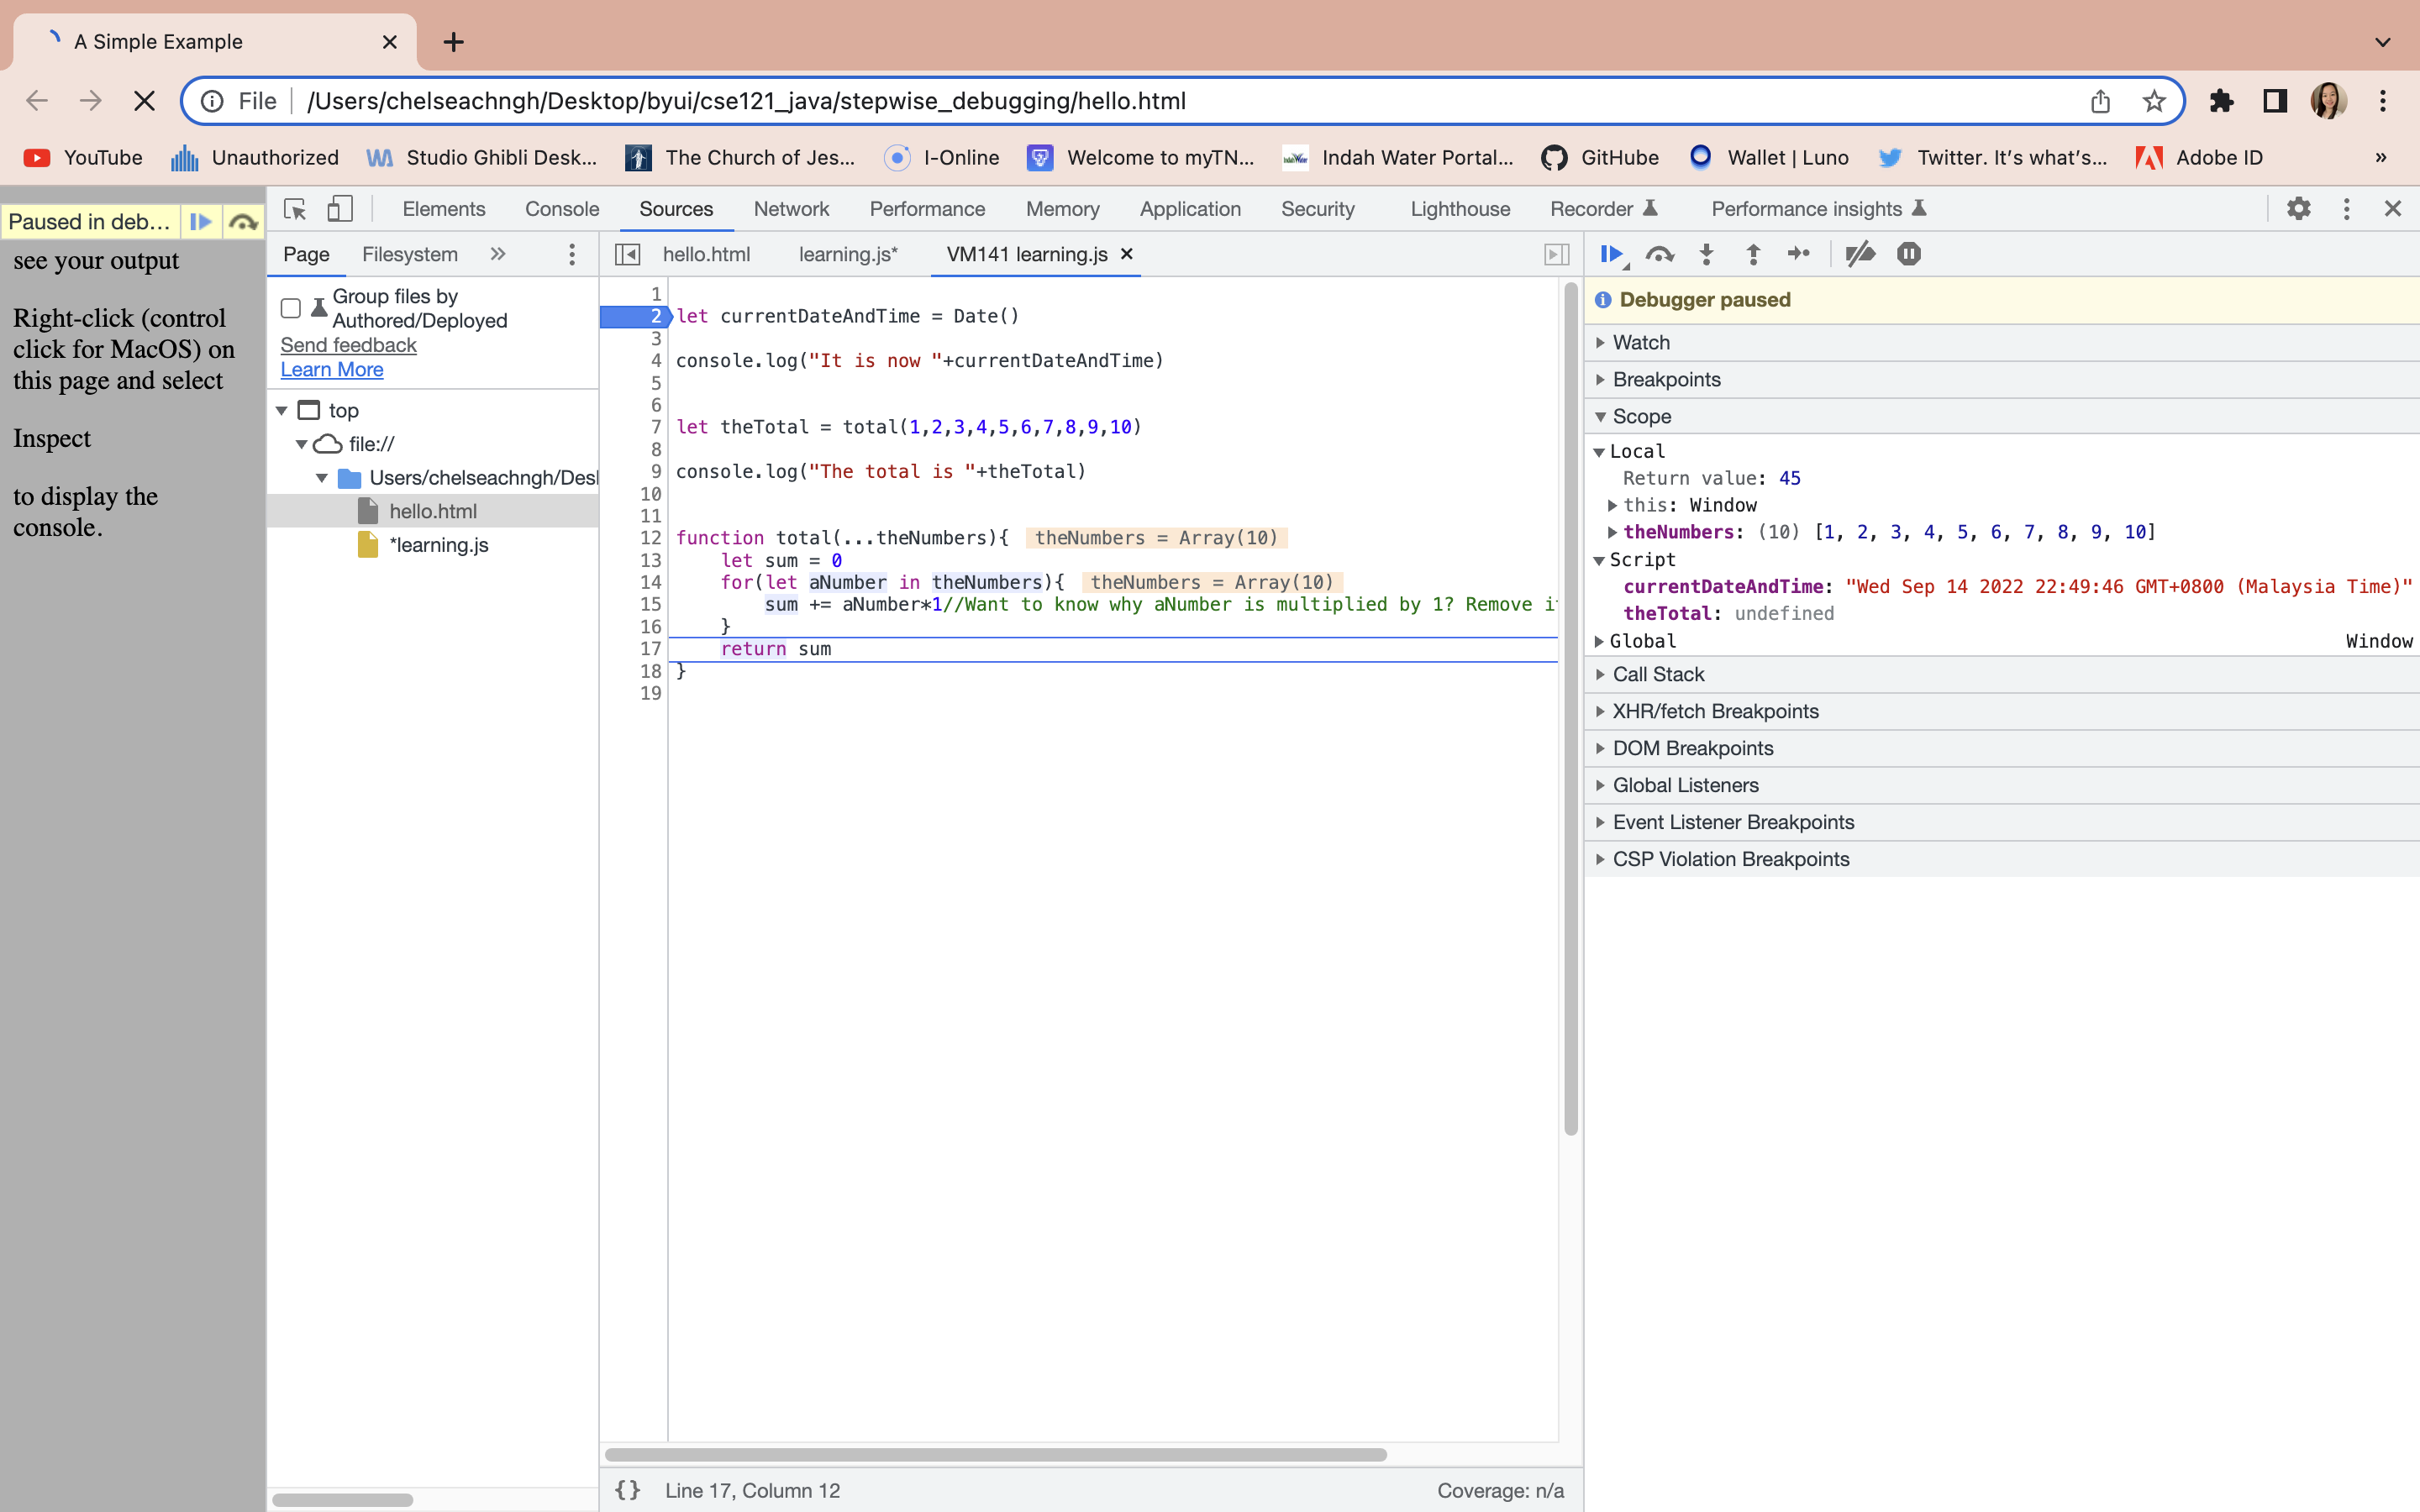 A Simple Example
File /Users/chelseachngh/Desktop/byui/cse121_java/stepwise_debugging/hello.html
YouTube Unauthorized Studio Ghibli Desk... The Church of Jes... I-Online Welcome to myTN... Indah Water Portal... GitHube Wallet | Luno Twitter. It's what's... Adobe ID »
Paused in deb...
see your output
Right-click (control
click for MacOS) on
this page and select
Inspect
to display the
console.
Elements Console Sources Network Performance Memory Application Security Lighthouse Recorder Performance insights
Page Filesystem »
Group files by
Authored/Deployed
Send feedback
Learn More
top
file://
Users/chelseachngh/Desl
hello.html
*learning.js
hello.html learning.js* VM141 learning.js
1
2 let currentDateAndTime = Date()
3
4 console.log("It is now "+currentDateAndTime)
5
6
7 let theTotal = total(1,2,3,4,5,6,7,8,9,10)
8
9 console.log("The total is "+theTotal)
10
11
12 function total(...theNumbers){ theNumbers = Array(10)
13 let sum = 0
14 for(let aNumber in theNumbers){ theNumbers = Array(10)
15 sum += aNumber*1//Want to know why aNumber is multiplied by 1? Remove i
16 }
17 return sum
18 }
19
{} Line 17, Column 12 Coverage: n/a
Debugger paused
Watch
Breakpoints
Scope
Local
Return value: 45
this: Window
theNumbers: (10) [1, 2, 3, 4, 5, 6, 7, 8, 9, 10]
Script
currentDateAndTime: "Wed Sep 14 2022 22:49:46 GMT+0800 (Malaysia Time)"
theTotal: undefined
Global Window
Call Stack
XHR/fetch Breakpoints
DOM Breakpoints
Global Listeners
Event Listener Breakpoints
CSP Violation Breakpoints